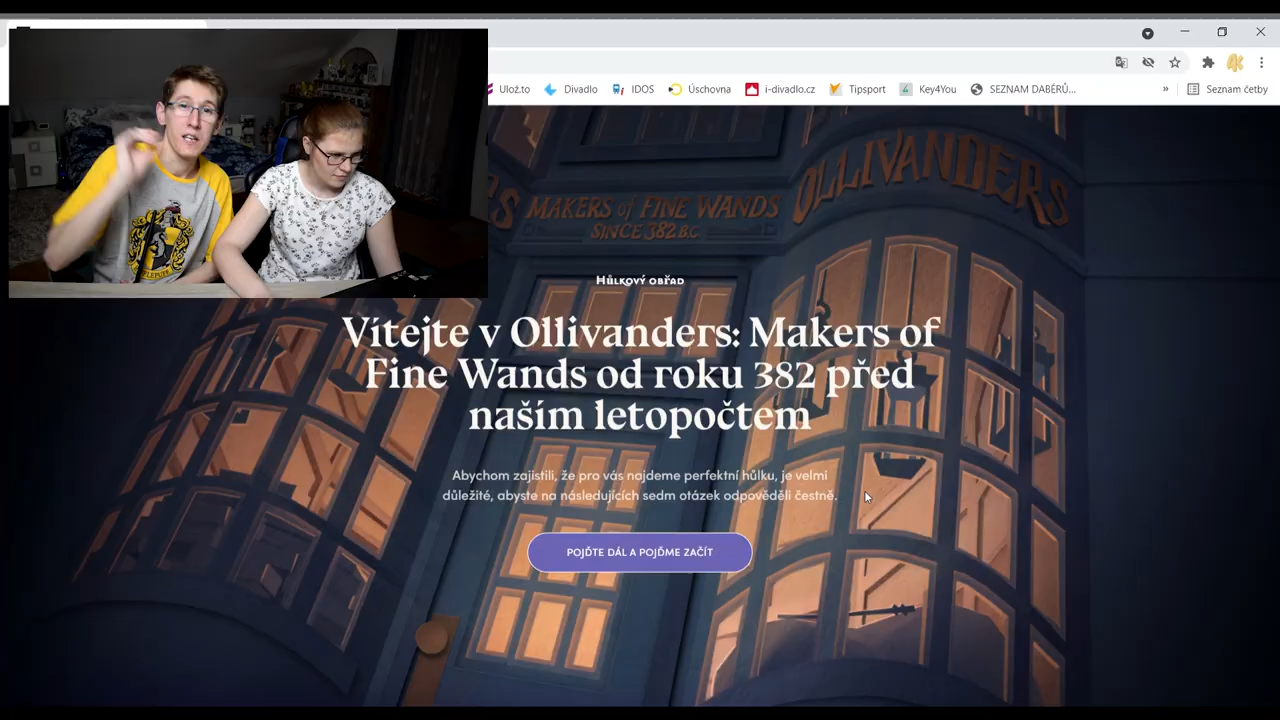 Ulož.to
Divadlo
IDOS
Úschovna
i-divadlo.cz
Tipsport
Key4You
SEZNAM DABÉRŮ...
»
Seznam četby
OLLIVANDERS
MAKERS of FINE WANDS
SINCE 382 B.C
Hůlkový obřad
Vítejte v Ollivanders: Makers of
Fine Wands od roku 382 před
naším letopočtem
Abychom zajistili, že pro vás najdeme perfektní hůlku, je velmi
důležité, abyste na následujících sedm otázek odpověděli čestně.
POJĎTE DÁL A POJĎME ZAČÍT